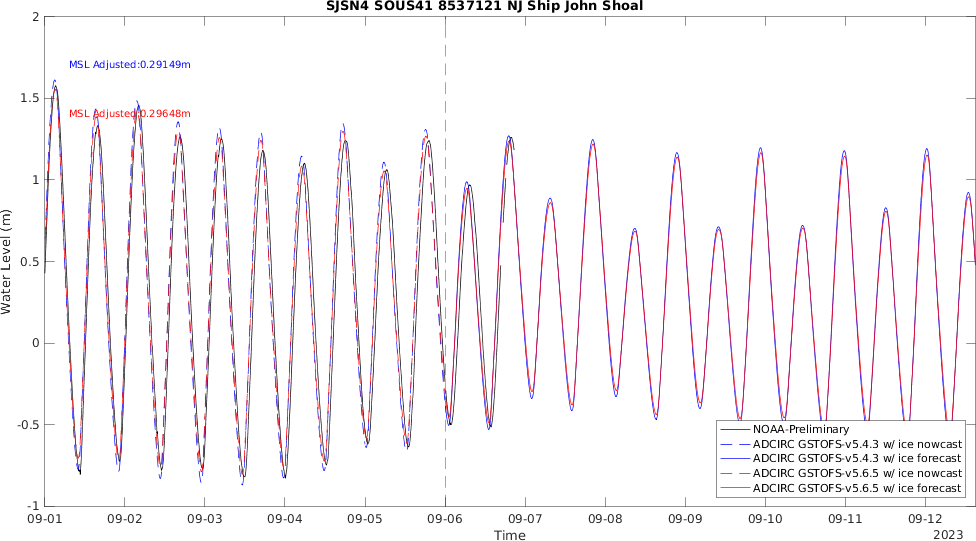 SJSN4 SOUS41 8537121 NJ Ship John Shoal
2
1.5
1
0.5
0
-0.5
-1
Water Level (m)
MSL Adjusted:0.29149m
MSL Adjusted:0.29648m
NOAA-Preliminary
ADCIRC GSTOFS-v5.4.3 w/ ice nowcast
ADCIRC GSTOFS-v5.4.3 w/ ice forecast
ADCIRC GSTOFS-v5.6.5 w/ ice nowcast
ADCIRC GSTOFS-v5.6.5 w/ ice forecast
09-01 09-02 09-03 09-04 09-05 09-06 09-07 09-08 09-09 09-10 09-11 09-12
Time
2023